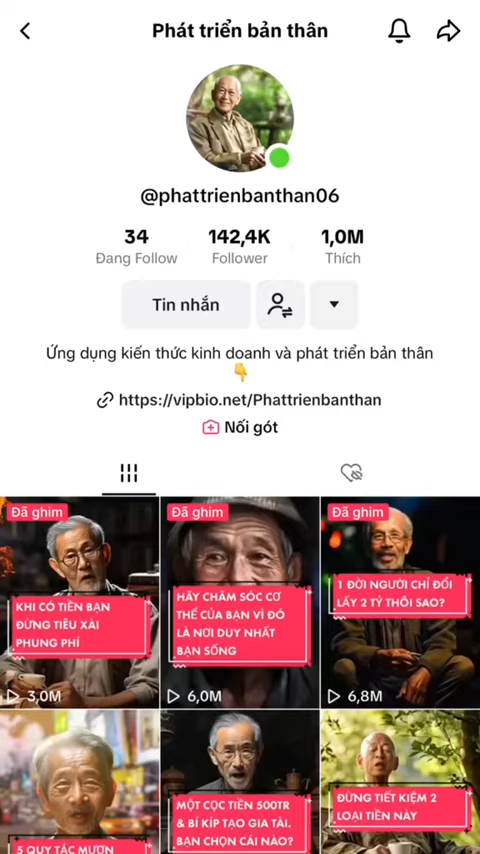 Phát triển bản thân
@phattrienbanthan06
34 142,4K 1,0M
Đang Follow Follower Thích
Tin nhắn
Ứng dụng kiến thức kinh doanh và phát triển bản thân
👇
https://vipbio.net/Phattrienbanthan
Nối gót
Đã ghim
KHI CÓ TIỀN BẠN
ĐỪNG TIÊU XÀI
PHUNG PHÍ
3,0M
Đã ghim
HÃY CHĂM SÓC CƠ
THỂ CỦA BẠN VÌ ĐÓ
LÀ NƠI DUY NHẤT
BẠN SỐNG
6,0M
Đã ghim
1 ĐỜI NGƯỜI CHỈ ĐỔI
LẤY 2 TỶ THÔI SAO?
6,8M
5 QUY TẮC MƯỢN
MỘT CỌC TIỀN 500TR
& BÍ KÍP TẠO GIA TÀI.
BẠN CHỌN CÁI NÀO?
ĐỪNG TIẾT KIỆM 2
LOẠI TIỀN NÀY